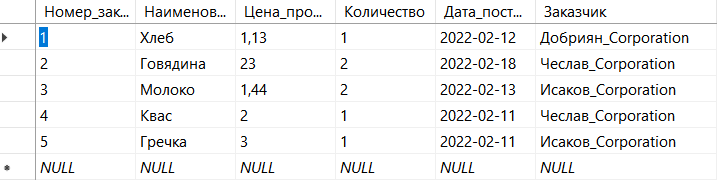 Номер_зак... Наименов... Цена_про... Количество Дата_пост... Заказчик
1 Хлеб 1,13 1 2022-02-12 Добриян_Corporation
2 Говядина 23 2 2022-02-18 Чеслав_Corporation
3 Молоко 1,44 2 2022-02-13 Исаков_Corporation
4 Квас 2 1 2022-02-11 Чеслав_Corporation
5 Гречка 3 1 2022-02-11 Исаков_Corporation
NULL NULL NULL NULL NULL NULL